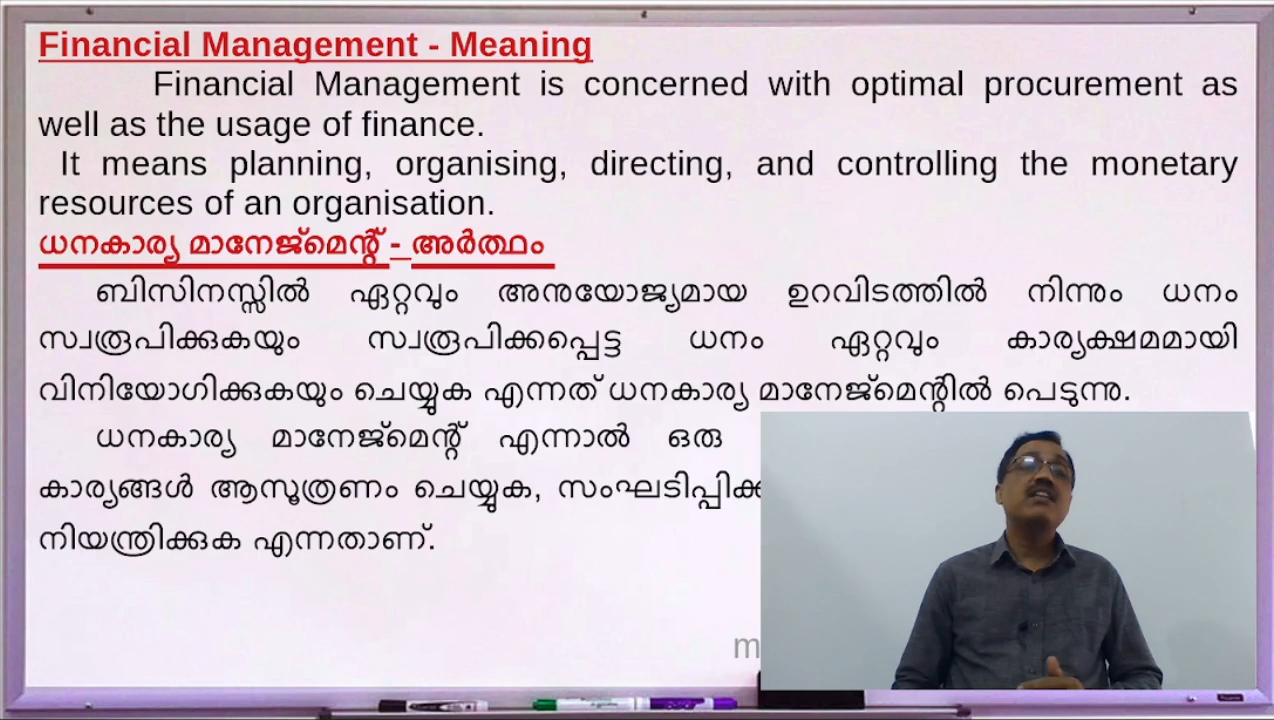 Financial Management - Meaning
Financial Management is concerned with optimal procurement as
well as the usage of finance.
It means planning, organising, directing, and controlling the monetary
resources of an organisation.
ധനകാര്യ മാനേജ്മെന്റ് - അർത്ഥം
ബിസിനസ്സിൽ ഏറ്റവും അനുയോജ്യമായ ഉറവിടത്തിൽ നിന്നും ധനം
സ്വരൂപിക്കുകയും സ്വരൂപിക്കപ്പെട്ട ധനം ഏറ്റവും കാര്യക്ഷമമായി
വിനിയോഗിക്കുകയും ചെയ്യുക എന്നത് ധനകാര്യ മാനേജ്മെന്റിൽ പെടുന്നു.
ധനകാര്യ മാനേജ്മെന്റ് എന്നാൽ ഒരു
കാര്യങ്ങൾ ആസൂത്രണം ചെയ്യുക,
നിയന്ത്രിക്കുക എന്നതാണ്.